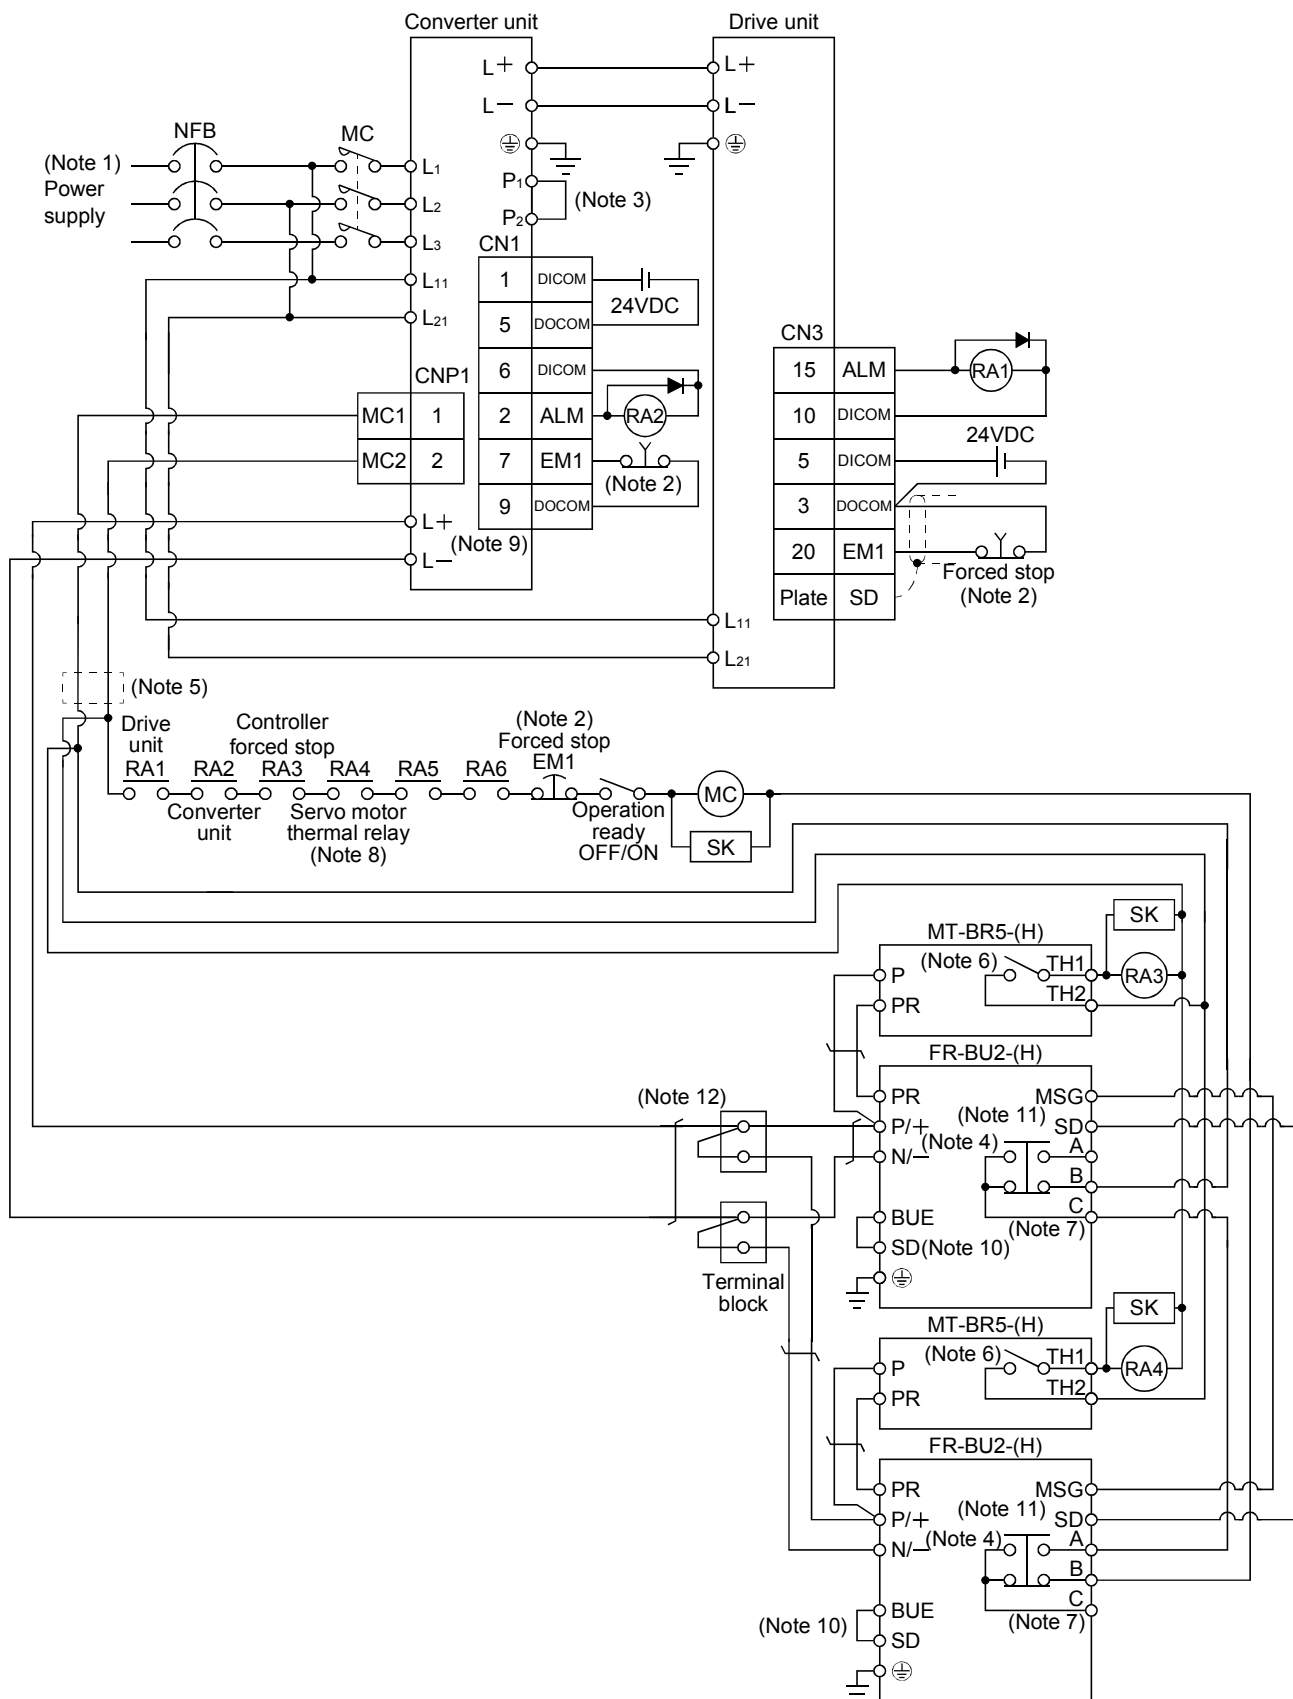 Converter unit
Drive unit
L+
L+
L−
L−
NFB
MC
(Note 1)
Power
supply
L1
L2
L3
P1
P2
(Note 3)
CN1
L11
1 DICOM
24VDC
5 DOCOM
L21
CN3
6 DICOM
CNP1
15 ALM
RA1
MC1 1
2 ALM
RA2
10 DICOM
24VDC
MC2 2
7 EM1
(Note 2)
5 DICOM
9 DOCOM
3 DOCOM
L+
(Note 9)
L−
20 EM1
Forced stop
(Note 2)
Plate SD
L11
L21
(Note 5)
Drive
unit
Controller
forced stop
(Note 2)
Forced stop
EM1
RA1 RA2 RA3 RA4 RA5 RA6
MC
Converter
unit
Servo motor
thermal relay
(Note 8)
Operation
ready
OFF/ON
SK
SK
MT-BR5-(H)
(Note 6)
P
TH1
RA3
PR
TH2
FR-BU2-(H)
PR
MSG
(Note 12)
(Note 11)
P/+
SD
(Note 4)
A
N/−
B
C
BUE
(Note 7)
SD(Note 10)
Terminal
block
SK
MT-BR5-(H)
(Note 6)
P
TH1
RA4
PR
TH2
FR-BU2-(H)
PR
MSG
(Note 11)
P/+
SD
(Note 4)
A
N/−
B
C
BUE
(Note 7)
(Note 10)
SD